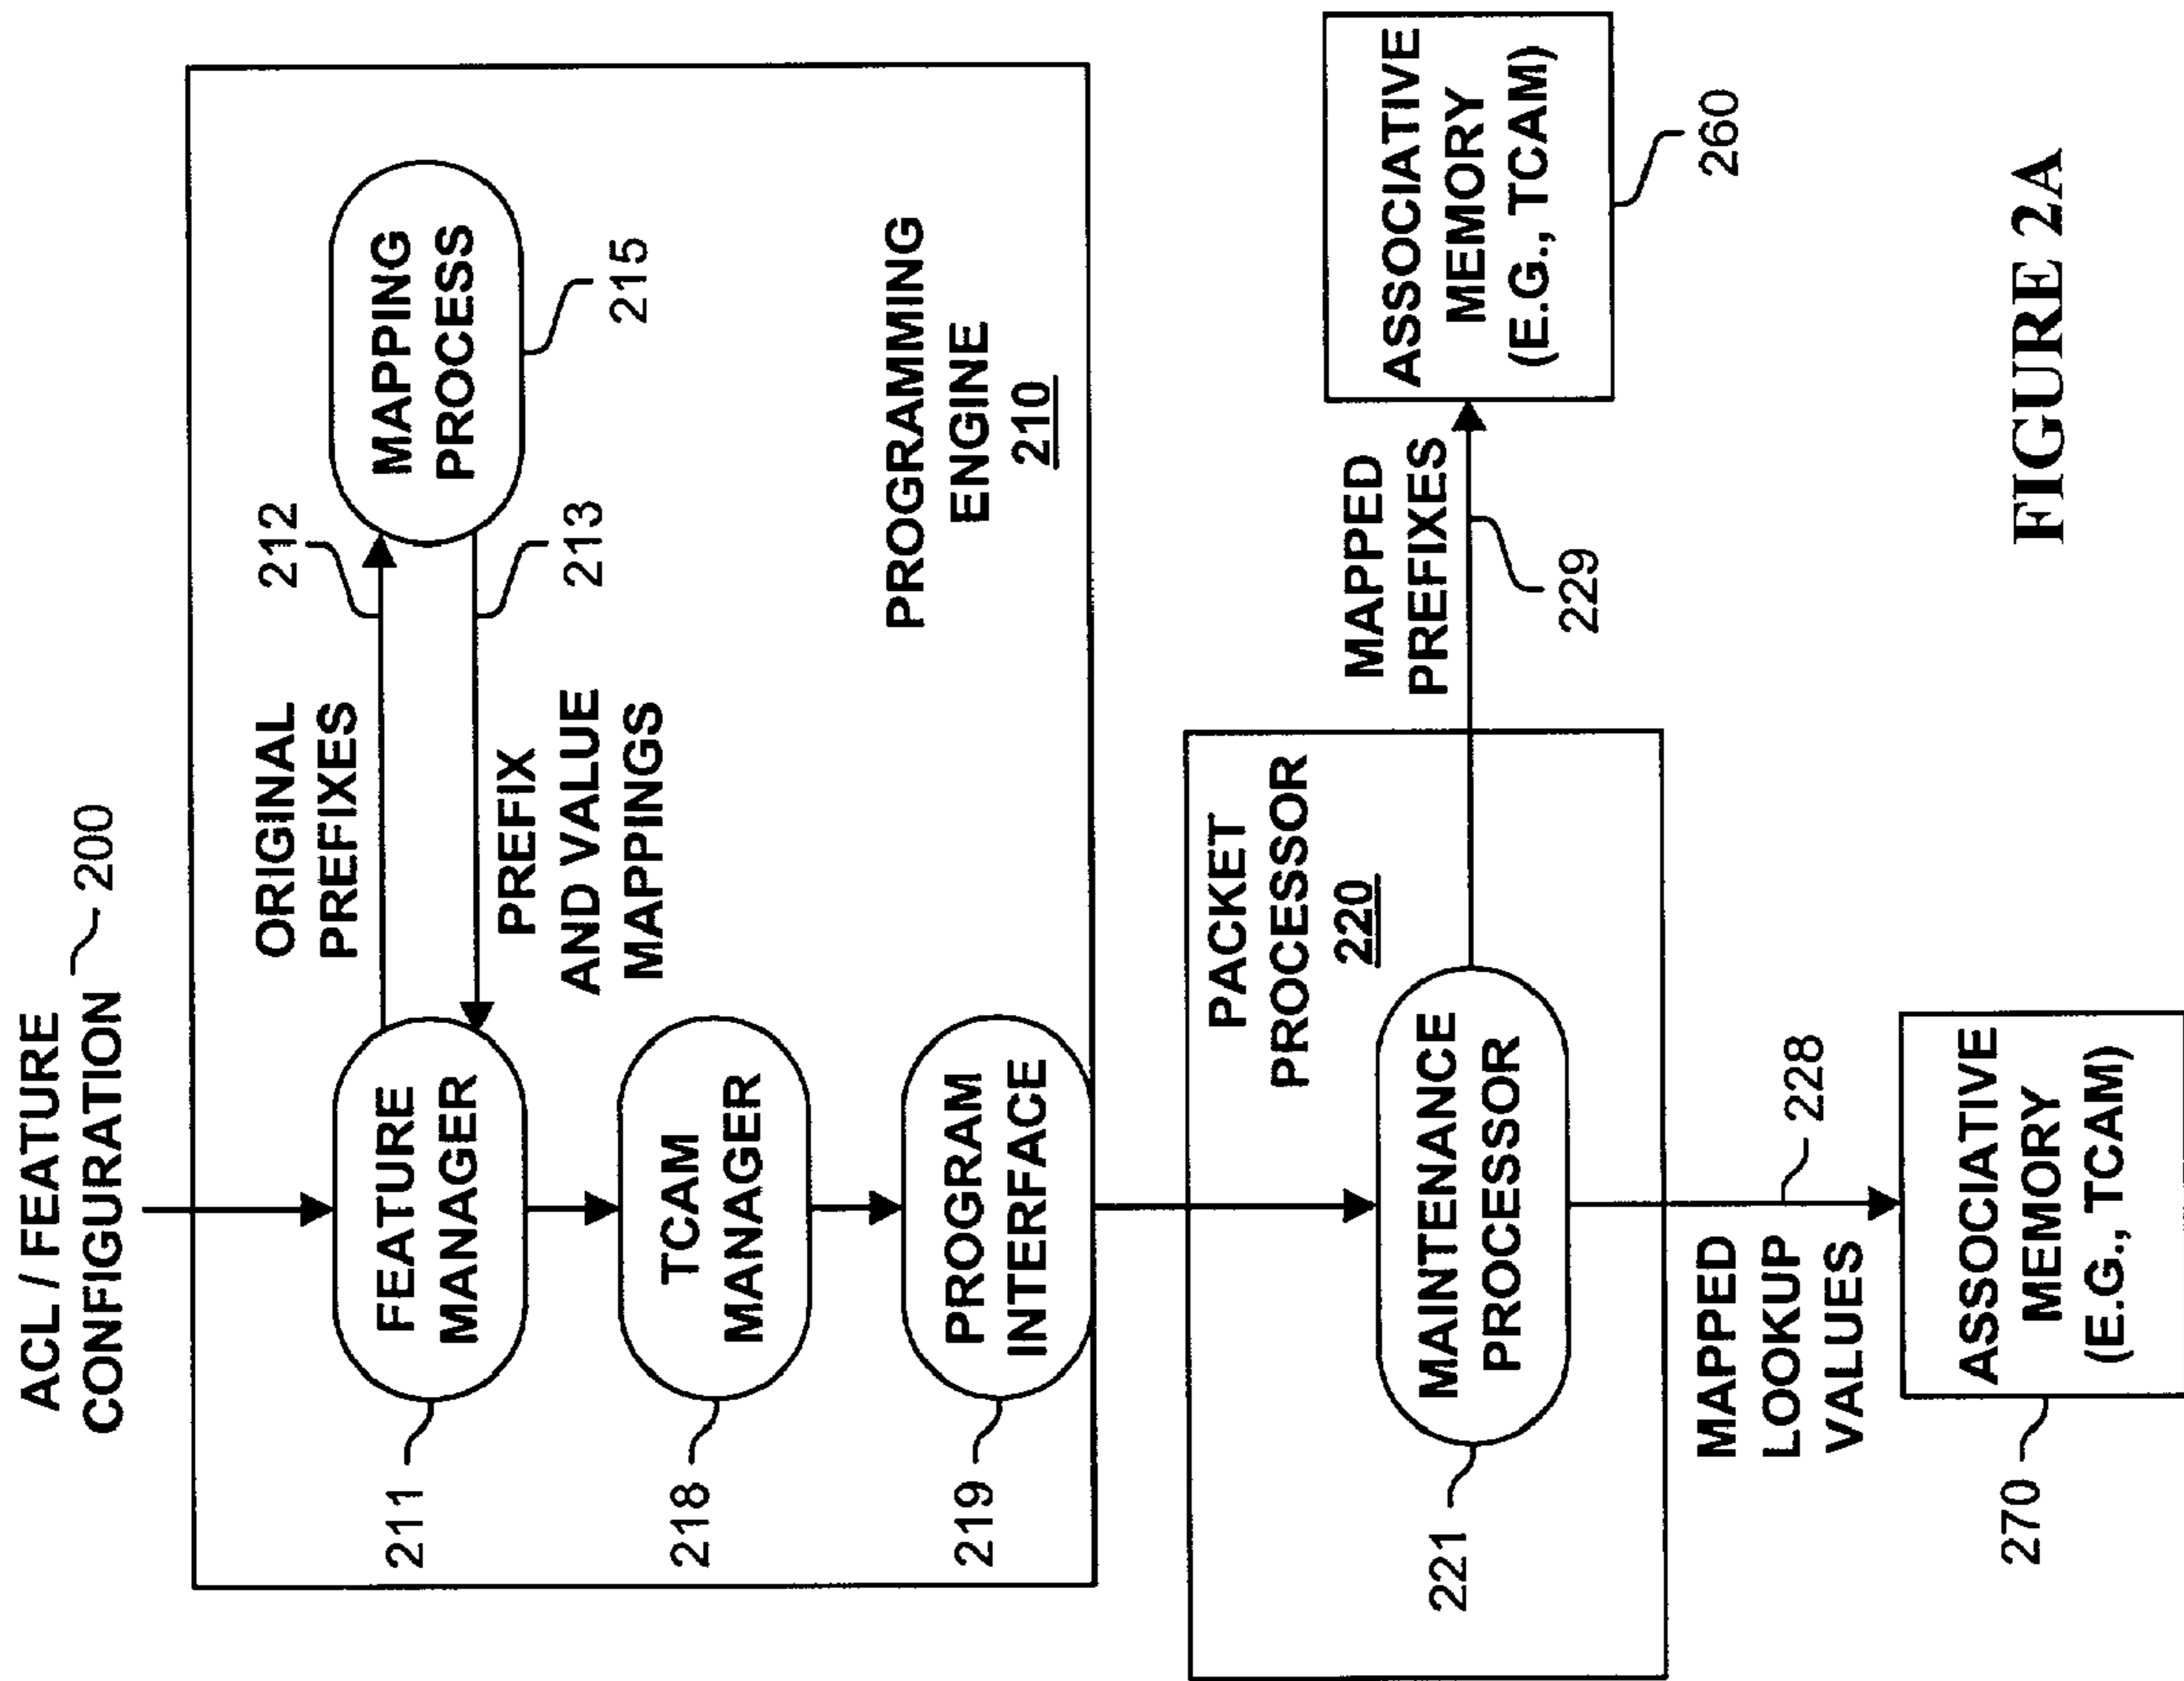 ACL / FEATURE
CONFIGURATION
200
ORIGINAL
PREFIXES
212
MAPPING
PROCESS
215
213
PREFIX
AND VALUE
MAPPINGS
FEATURE
MANAGER
211
TCAM
MANAGER
218
PROGRAM
INTERFACE
219
PROGRAMMING
ENGINE
210
PACKET
PROCESSOR
220
MAINTENANCE
PROCESSOR
221
MAPPED
PREFIXES
229
ASSOCIATIVE
MEMORY
(E.G., TCAM)
260
MAPPED
LOOKUP
VALUES
228
ASSOCIATIVE
MEMORY
(E.G., TCAM)
270
FIGURE 2A